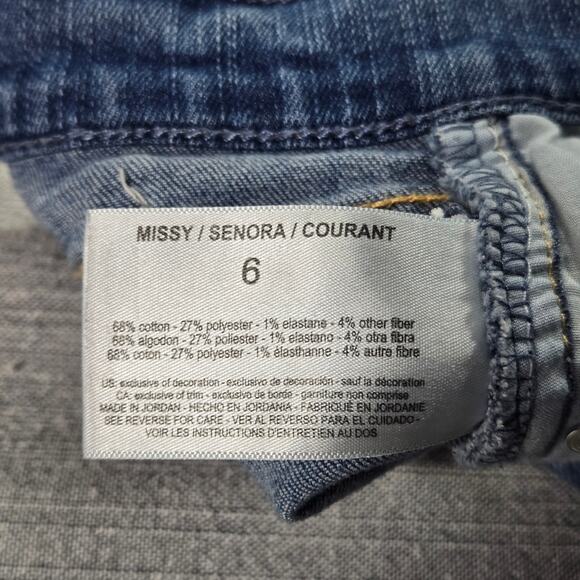 MISSY / SENORA / COURANT
6
68% cotton - 27% polyester - 1% elastane - 4% other fiber
68% algodon - 27% poliester - 1% elastano - 4% otra fibra
68% coton - 27% polyester - 1% élasthanne - 4% autre fibre
US: exclusive of decoration - exclusivo de decoración - sauf la décoration
CA: exclusive of trim - exclusivo de borde - garniture non comprise
MADE IN JORDAN - HECHO EN JORDANIA - FABRIQUÉ EN JORDANIE
SEE REVERSE FOR CARE - VER AL REVERSO PARA EL CUIDADO -
VOIR LES INSTRUCTIONS D'ENTRETIEN AU DOS